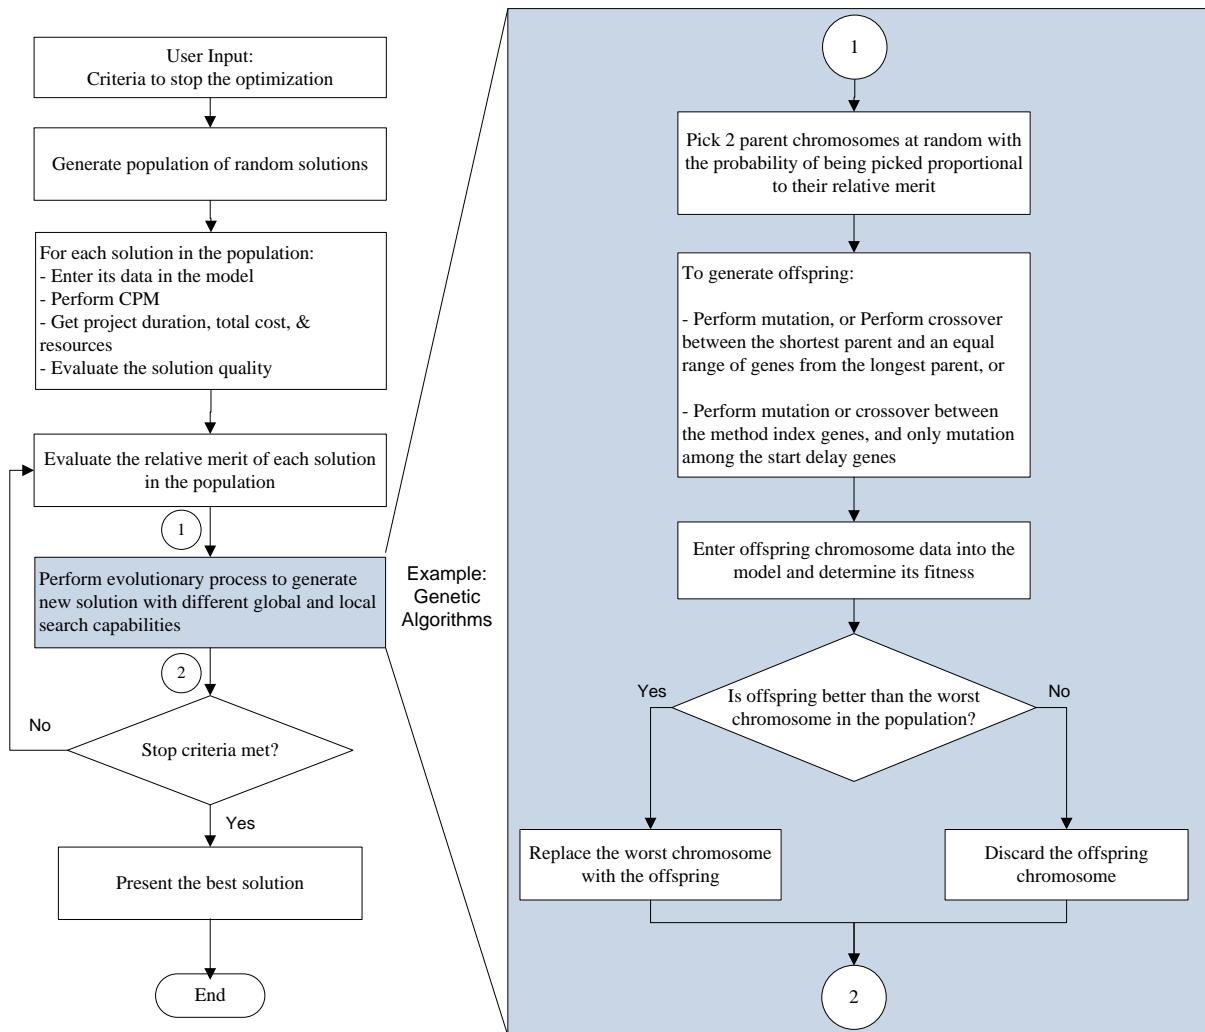 User Input:
Criteria to stop the optimization
Generate population of random solutions
For each solution in the population:
- Enter its data in the model
- Perform CPM
- Get project duration, total cost, &
resources
- Evaluate the solution quality
Evaluate the relative merit of each solution
in the population
1
Perform evolutionary process to generate
new solution with different global and local
search capabilities
2
No
Stop criteria met?
Yes
Present the best solution
End
Example:
Genetic
Algorithms
1
Pick 2 parent chromosomes at random with
the probability of being picked proportional
to their relative merit
To generate offspring:
- Perform mutation, or Perform crossover
between the shortest parent and an equal
range of genes from the longest parent, or
- Perform mutation or crossover between
the method index genes, and only mutation
among the start delay genes
Enter offspring chromosome data into the
model and determine its fitness
Yes
Is offspring better than the worst
chromosome in the population?
No
Replace the worst chromosome
with the offspring
Discard the offspring
chromosome
2